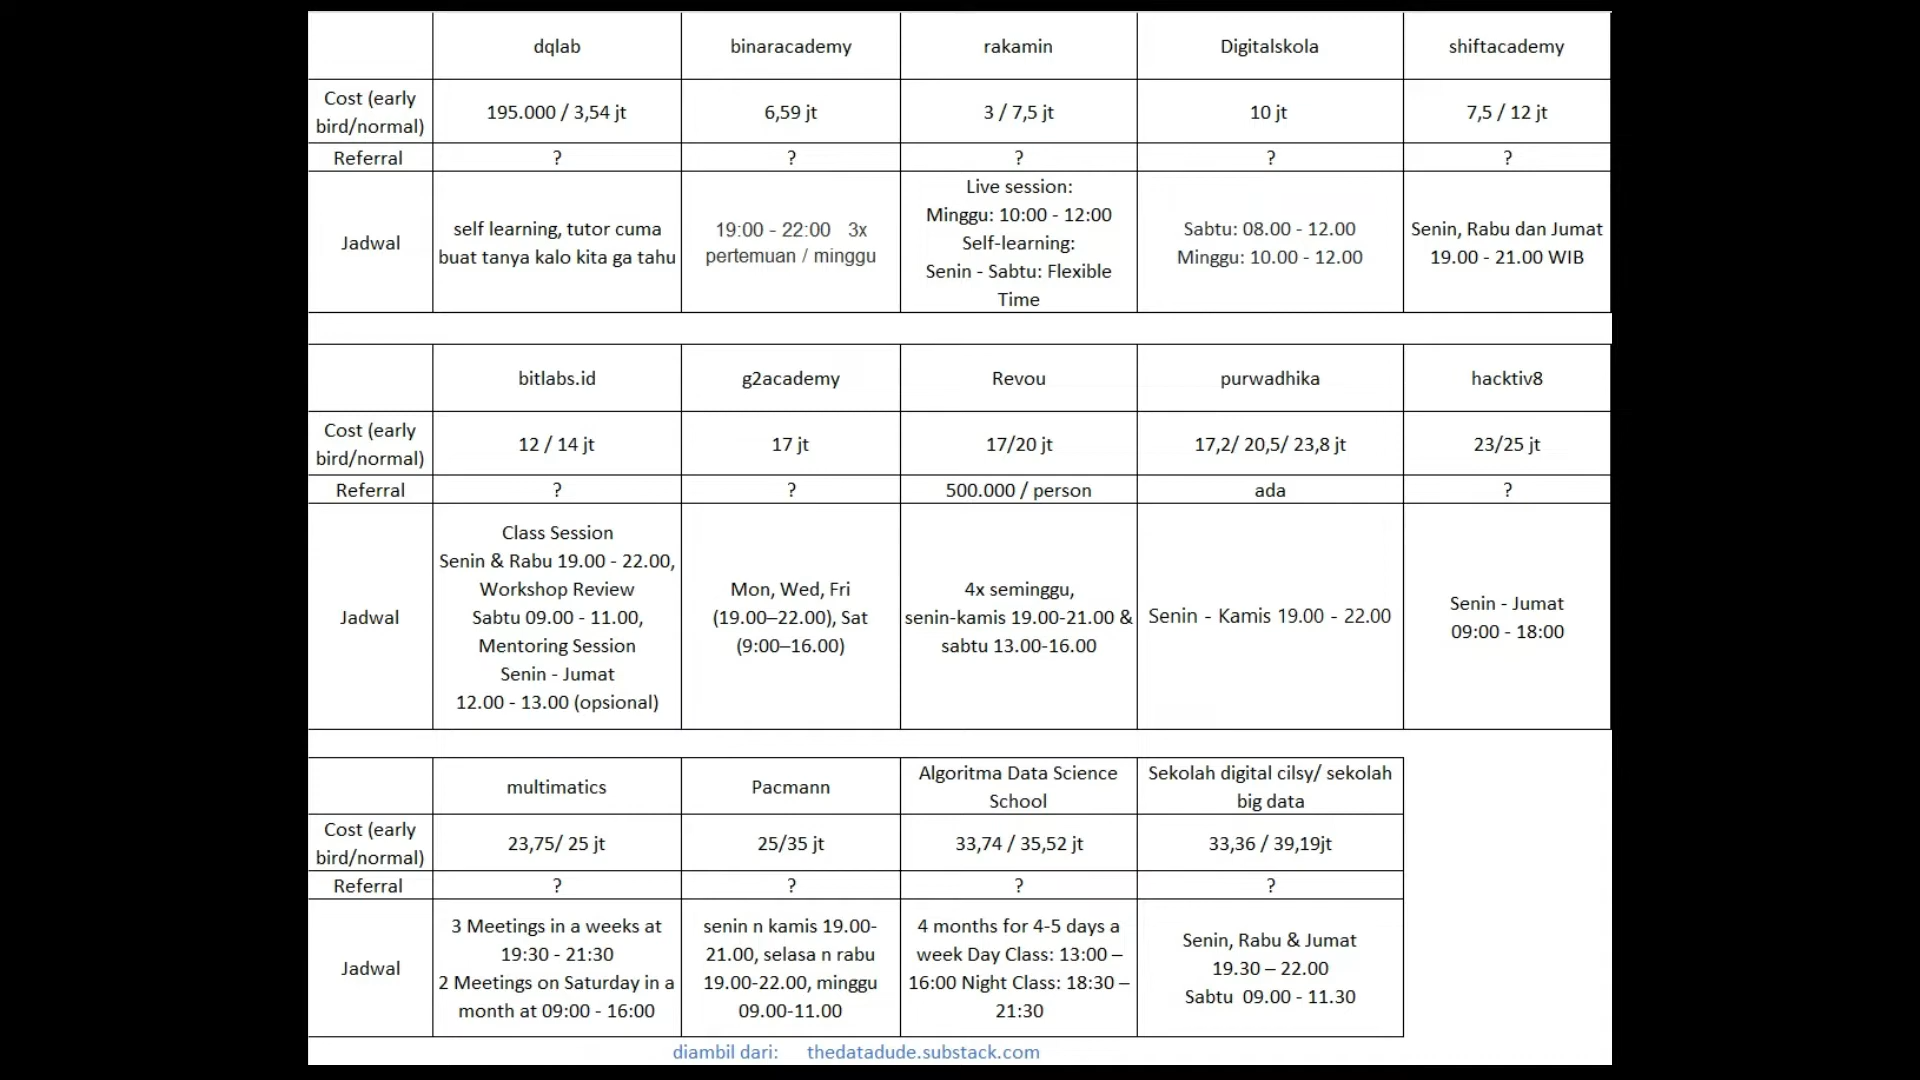 dqlab binaracademy rakamin Digitalskola shiftacademy
Cost (early bird/normal) 195.000 / 3,54 jt 6,59 jt 3 / 7,5 jt 10 jt 7,5 / 12 jt
Referral ? ? ? ? ?
Jadwal
self learning, tutor cuma
buat tanya kalo kita ga tahu
19:00 - 22:00 3x
pertemuan / minggu
Live session:
Minggu: 10:00 - 12:00
Self-learning:
Senin - Sabtu: Flexible
Time
Sabtu: 08.00 - 12.00
Minggu: 10.00 - 12.00
Senin, Rabu dan Jumat
19.00 - 21.00 WIB
bitlabs.id g2academy Revou purwadhika hacktiv8
Cost (early bird/normal) 12 / 14 jt 17 jt 17/20 jt 17,2/ 20,5/ 23,8 jt 23/25 jt
Referral ? ? 500.000 / person ada ?
Jadwal
Class Session
Senin & Rabu 19.00 - 22.00,
Workshop Review
Sabtu 09.00 - 11.00,
Mentoring Session
Senin - Jumat
12.00 - 13.00 (opsional)
Mon, Wed, Fri
(19.00–22.00), Sat
(9:00–16.00)
4x seminggu,
senin-kamis 19.00-21.00 &
sabtu 13.00-16.00
Senin - Kamis 19.00 - 22.00
Senin - Jumat
09:00 - 18:00
multimatics Pacmann Algoritma Data Science School Sekolah digital cilsy/ sekolah big data
Cost (early bird/normal) 23,75/ 25 jt 25/35 jt 33,74 / 35,52 jt 33,36 / 39,19jt
Referral ? ? ? ?
Jadwal
3 Meetings in a weeks at
19:30 - 21:30
2 Meetings on Saturday in a
month at 09:00 - 16:00
senin n kamis 19.00-
21.00, selasa n rabu
19.00-22.00, minggu
09.00-11.00
4 months for 4-5 days a
week Day Class: 13:00 –
16:00 Night Class: 18:30 –
21:30
Senin, Rabu & Jumat
19.30 – 22.00
Sabtu 09.00 - 11.30
diambil dari: thedatadude.substack.com